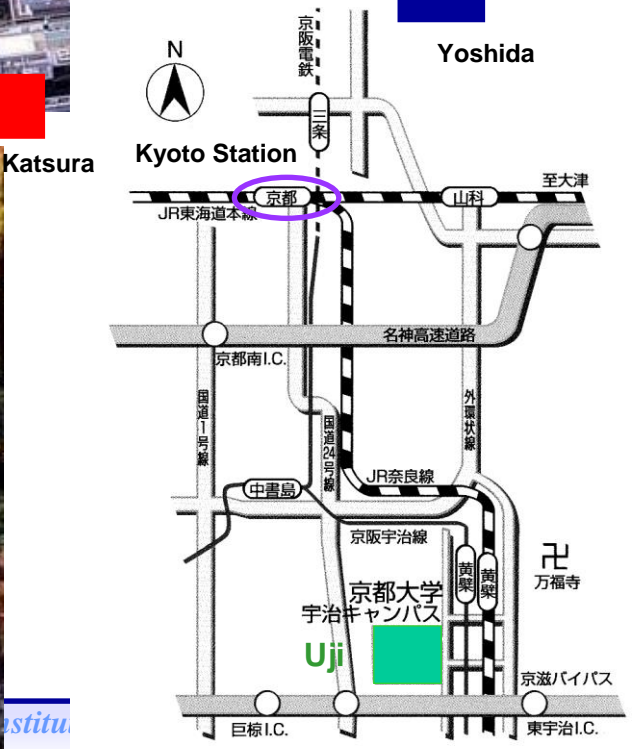 Yoshida
京阪電鉄
N
三条
Katsura
Kyoto Station
京都
山科
至大津
JR東海道本線
名神高速道路
京都南I.C.
国道1号線
国道24号線
外環状線
中書島
JR奈良線
京阪宇治線
黄檗
黄檗
卍
万福寺
京都大学
宇治キャンパス
Uji
京滋バイパス
巨椋I.C.
東宇治I.C.